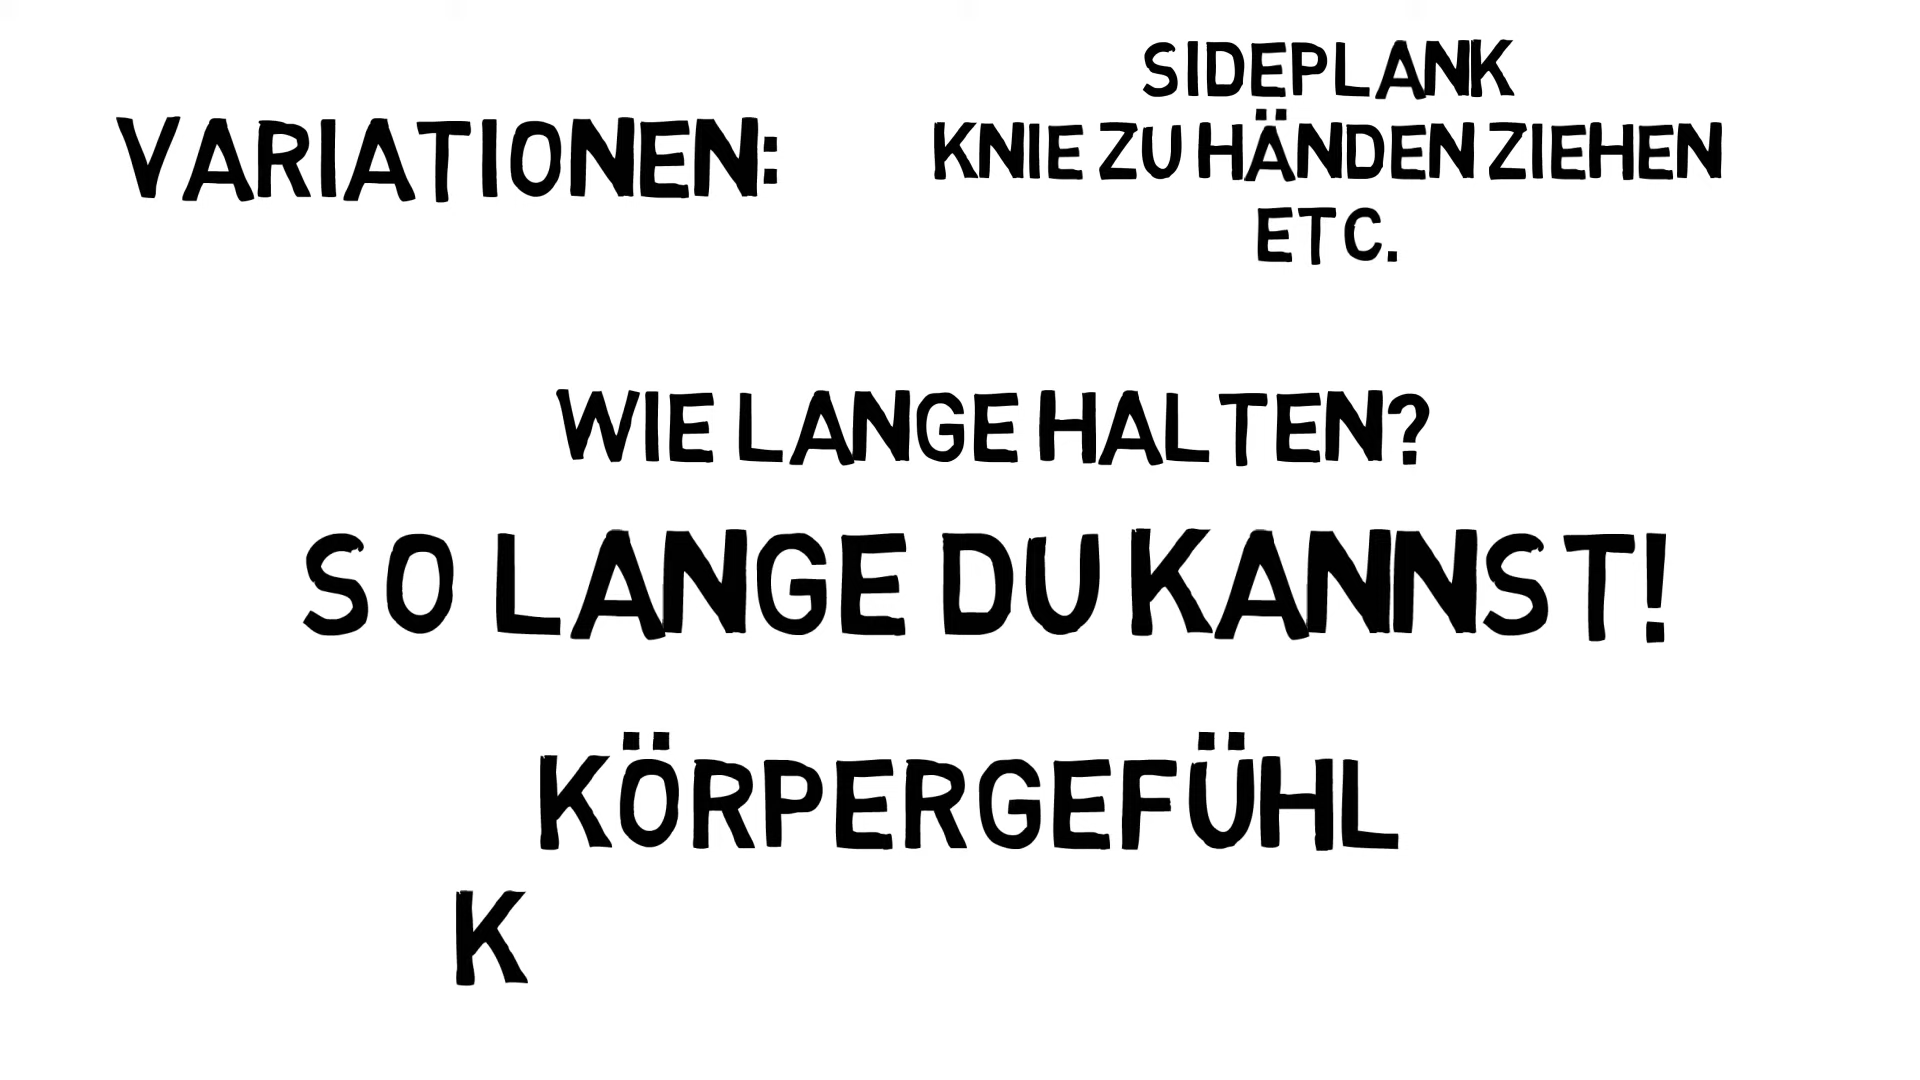 VARIATIONEN:
SIDEPLANK
KNIE ZU HÄNDEN ZIEHEN
ETC.
WIE LANGE HALTEN?
SO LANGE DU KANNST!
KÖRPERGEFÜHL
K